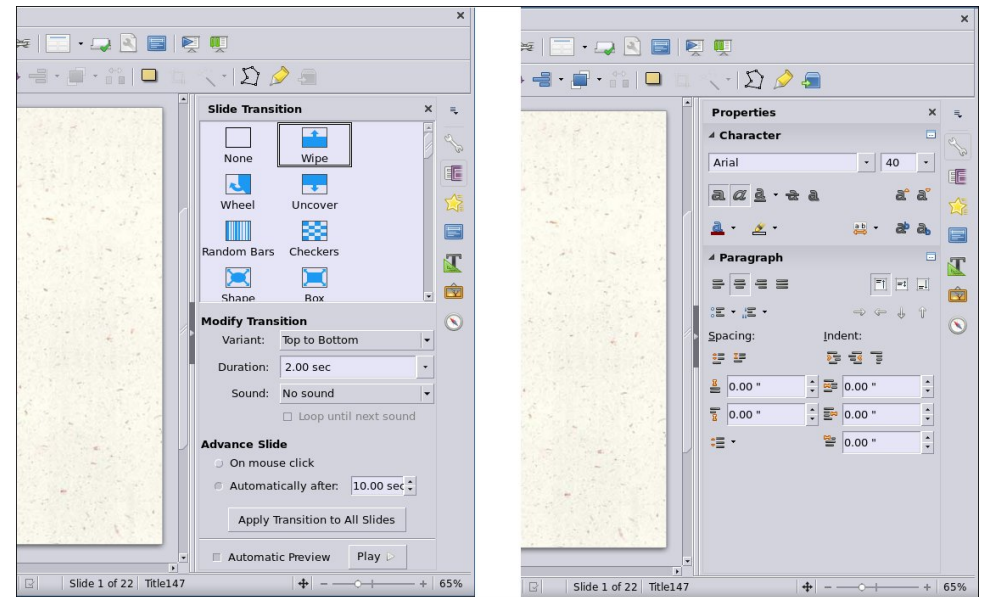 Slide Transition
None
Wipe
Wheel
Uncover
Random Bars
Checkers
Shape
Box
Modify Transition
Variant: Top to Bottom
Duration: 2.00 sec
Sound: No sound
Loop until next sound
Advance Slide
On mouse click
Automatically after: 10.00 sec
Apply Transition to All Slides
Automatic Preview Play
Slide 1 of 22 Title147 65%
Properties
Character
Arial 40
Paragraph
Spacing: Indent:
0.00 " 0.00 "
0.00 " 0.00 "
0.00 "
Slide 1 of 22 Title147 65%